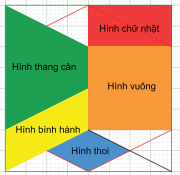 Hình chữ nhật
Hình thang cân
Hình vuông
Hình bình hành
Hình thoi